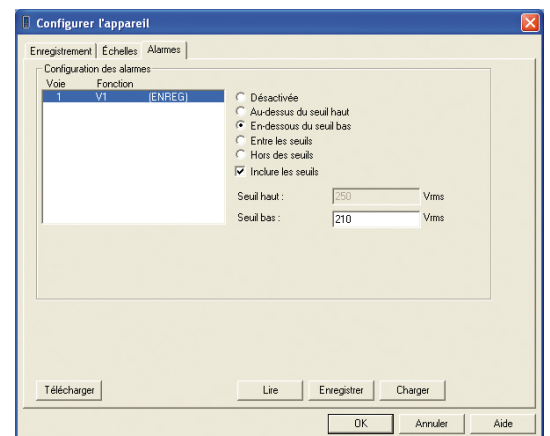 Configurer l'appareil
Enregistrement Échelles Alarmes
Configuration des alarmes
Voie Fonction
1 V1 (ENREG)
Désactivée
Au-dessus du seuil haut
En-dessous du seuil bas
Entre les seuils
Hors des seuils
Inclure les seuils
Seuil haut : 250 Vrms
Seuil bas : 210 Vrms
Télécharger Lire Enregistrer Charger
OK Annuler Aide